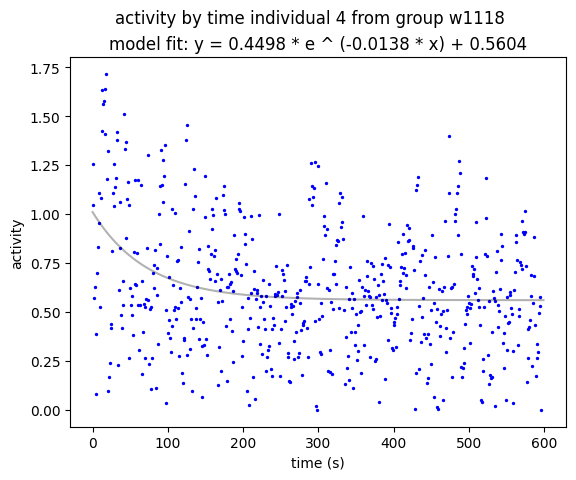 activity by time individual 4 from group w1118
model fit: y = 0.4498 * e ^ (-0.0138 * x) + 0.5604
1.75
1.50
1.25
1.00
0.75
0.50
0.25
0.00
activity
0 100 200 300 400 500 600
time (s)